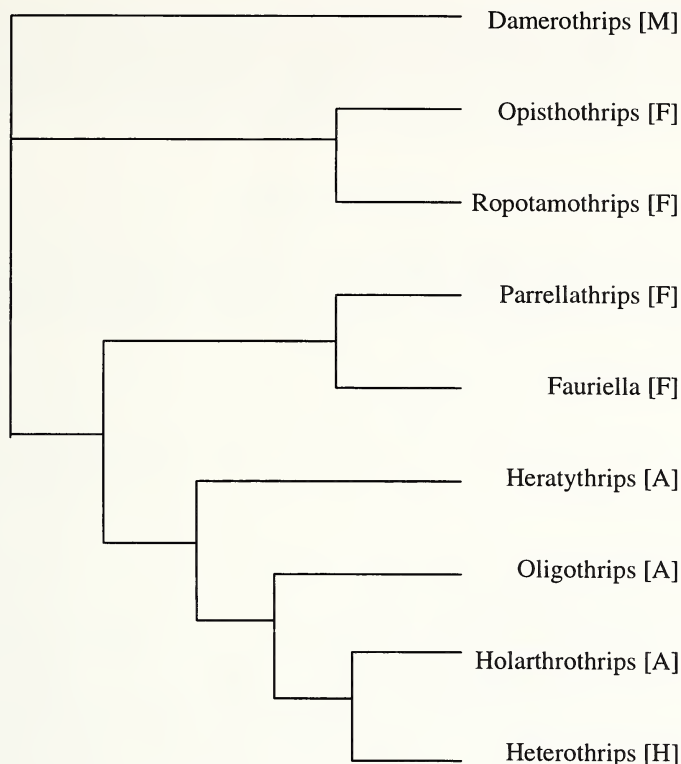 Damerothrips [M]
Opisthothrips [F]
Ropotamothrips [F]
Parrellathrips [F]
Fauriella [F]
Heratythrips [A]
Oligothrips [A]
Holarthrothrips [A]
Heterothrips [H]